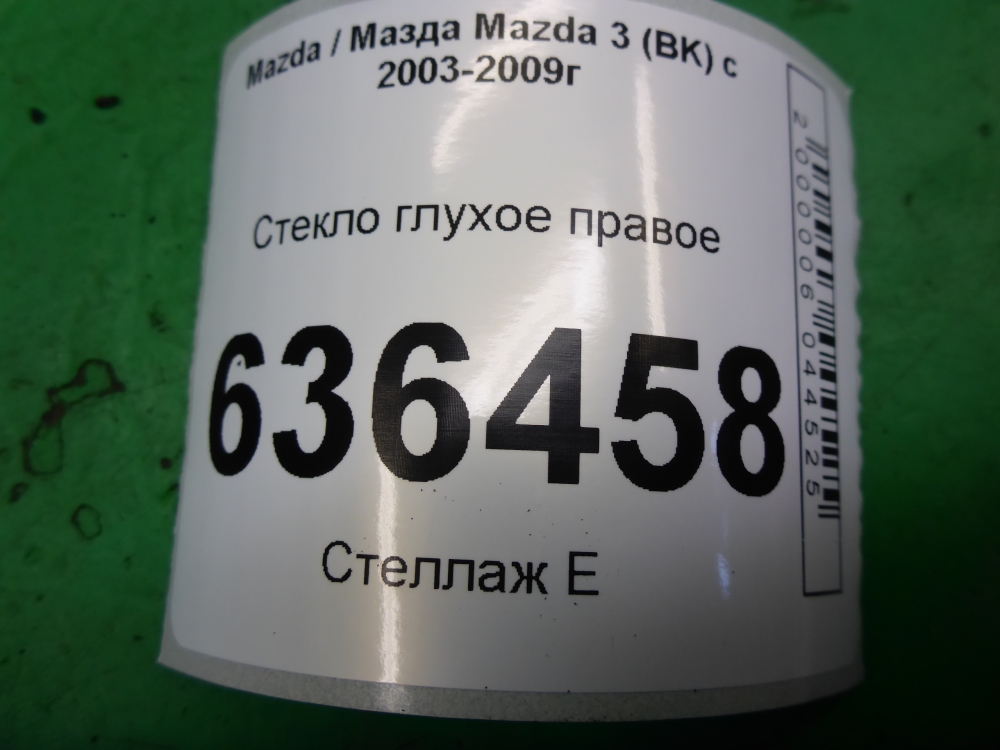 Mazda / Мазда Mazda 3 (BK) с
2003-2009г
Стекло глухое правое
636458
Стеллаж Е
2000006044525